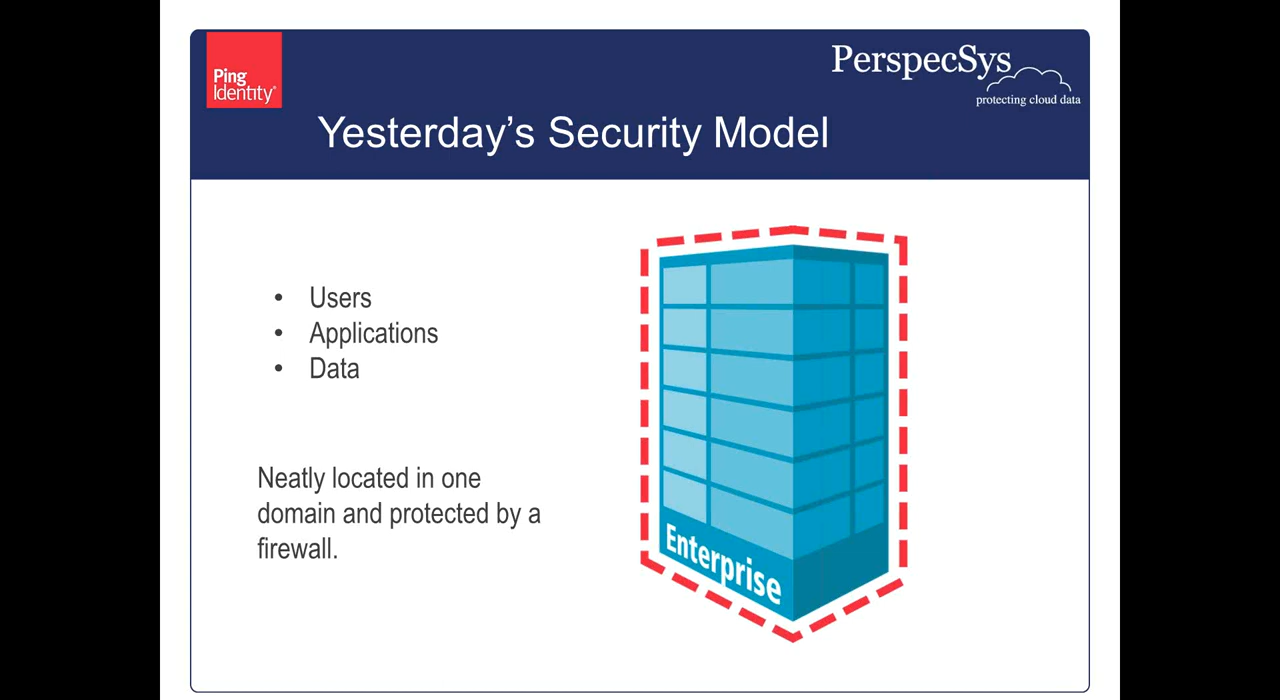 Ping
Identity®
PerspecSys
protecting cloud data
Yesterday’s Security Model
• Users
• Applications
• Data
Neatly located in one
domain and protected by a
firewall.
Enterprise